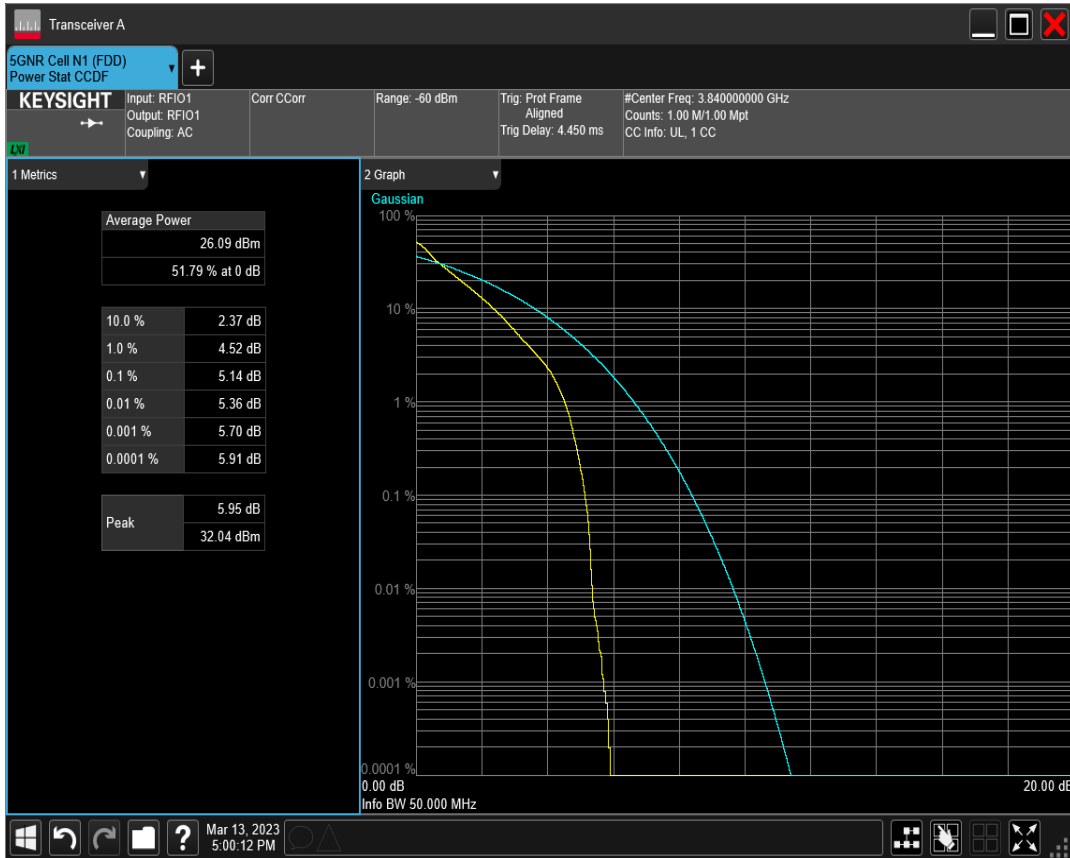 Transceiver A
5GNR Cell N1 (FDD)
Power Stat CCDF
KEYSIGHT
LXI
Input: RFIO1
Output: RFIO1
Coupling: AC
Corr CCorr
Range: -60 dBm
Trig: Prot Frame
Aligned
Trig Delay: 4.450 ms
#Center Freq: 3.840000000 GHz
Counts: 1.00 M/1.00 Mpt
CC Info: UL, 1 CC
1 Metrics
Average Power
26.09 dBm
51.79 % at 0 dB
10.0 % 2.37 dB
1.0 % 4.52 dB
0.1 % 5.14 dB
0.01 % 5.36 dB
0.001 % 5.70 dB
0.0001 % 5.91 dB
Peak
5.95 dB
32.04 dBm
2 Graph
Gaussian
100 %
10 %
1 %
0.1 %
0.01 %
0.001 %
0.0001 %
0.00 dB 20.00 dB
Info BW 50.000 MHz
?
Mar 13, 2023
5:00:12 PM